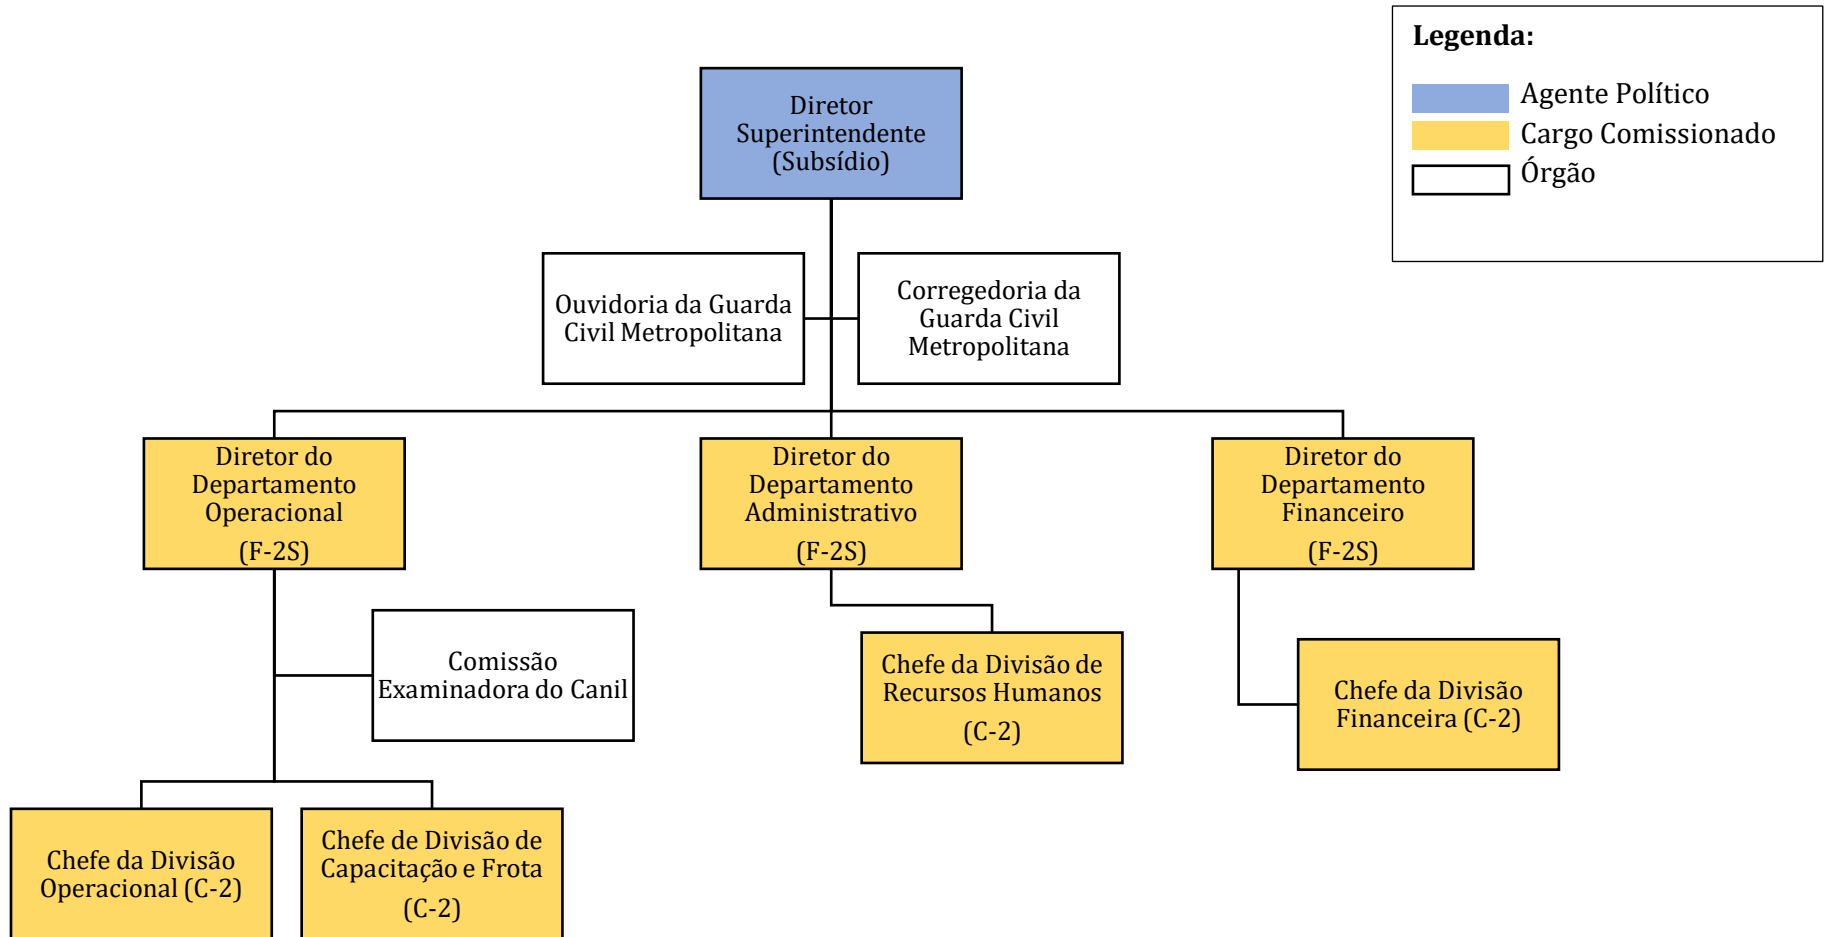 Legenda:
Agente Político
Cargo Comissionado
Órgão
Diretor
Superintendente
(Subsídio)
Ouvidoria da Guarda
Civil Metropolitana
Corregedoria da
Guarda Civil
Metropolitana
Diretor do
Departamento
Operacional
(F-2S)
Diretor do
Departamento
Administrativo
(F-2S)
Diretor do
Departamento
Financeiro
(F-2S)
Comissão
Examinadora do Canil
Chefe da Divisão de
Recursos Humanos
(C-2)
Chefe da Divisão
Financeira (C-2)
Chefe da Divisão
Operacional (C-2)
Chefe de Divisão de
Capacitação e Frota
(C-2)